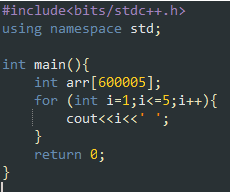 #include<bits/stdc++.h>
using namespace std;

int main(){
    int arr[600005];
    for (int i=1;i<=5;i++){
        cout<<i<<' ';
    }
    return 0;
}